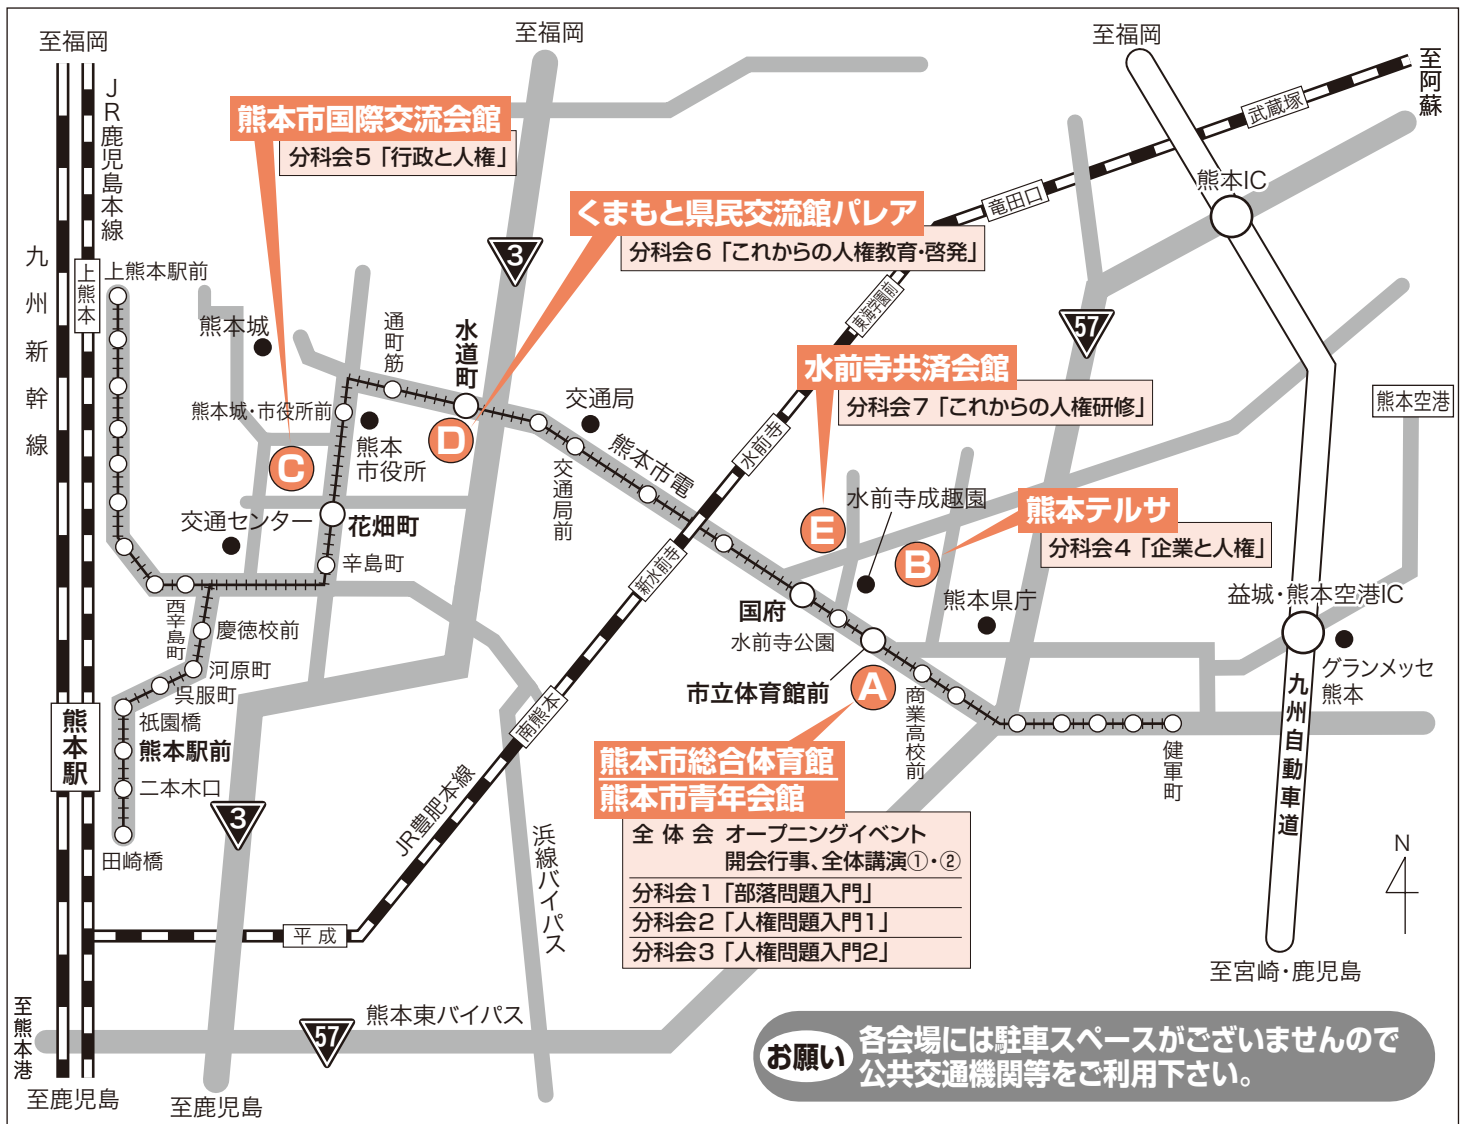 至福岡
至福岡
至福岡
至阿蘇
JR鹿児島本線
九州新幹線
上熊本
上熊本駅前
熊本市国際交流会館
分科会5「行政と人権」
くまもと県民交流館パレア
分科会6「これからの人権教育・啓発」
武蔵塚
竜田口
熊本IC
3
東海学園前
57
熊本城
通町筋
水道町
熊本城・市役所前
熊本
市役所
C
D
交通局
交通局前
熊本市電
水前寺
水前寺共済会館
分科会7「これからの人権研修」
熊本空港
水前寺成趣園
熊本テルサ
分科会4「企業と人権」
E
B
交通センター
花畑町
辛島町
西辛島町
慶徳校前
河原町
呉服町
祇園橋
熊本駅
熊本駅前
二本木口
田崎橋
新水前寺
国府
水前寺公園
熊本県庁
益城・熊本空港IC
グランメッセ
熊本
市立体育館前
A
商業高校前
健軍町
九州自動車道
南熊本
JR豊肥本線
浜線バイパス
3
熊本市総合体育館
熊本市青年会館
全体会 オープニングイベント
開会行事、全体講演①・②
分科会1「部落問題入門」
分科会2「人権問題入門1」
分科会3「人権問題入門2」
平成
N
至宮崎・鹿児島
至熊本港
57
熊本東バイパス
至鹿児島
至鹿児島
お願い
各会場には駐車スペースがございませんので
公共交通機関等をご利用下さい。